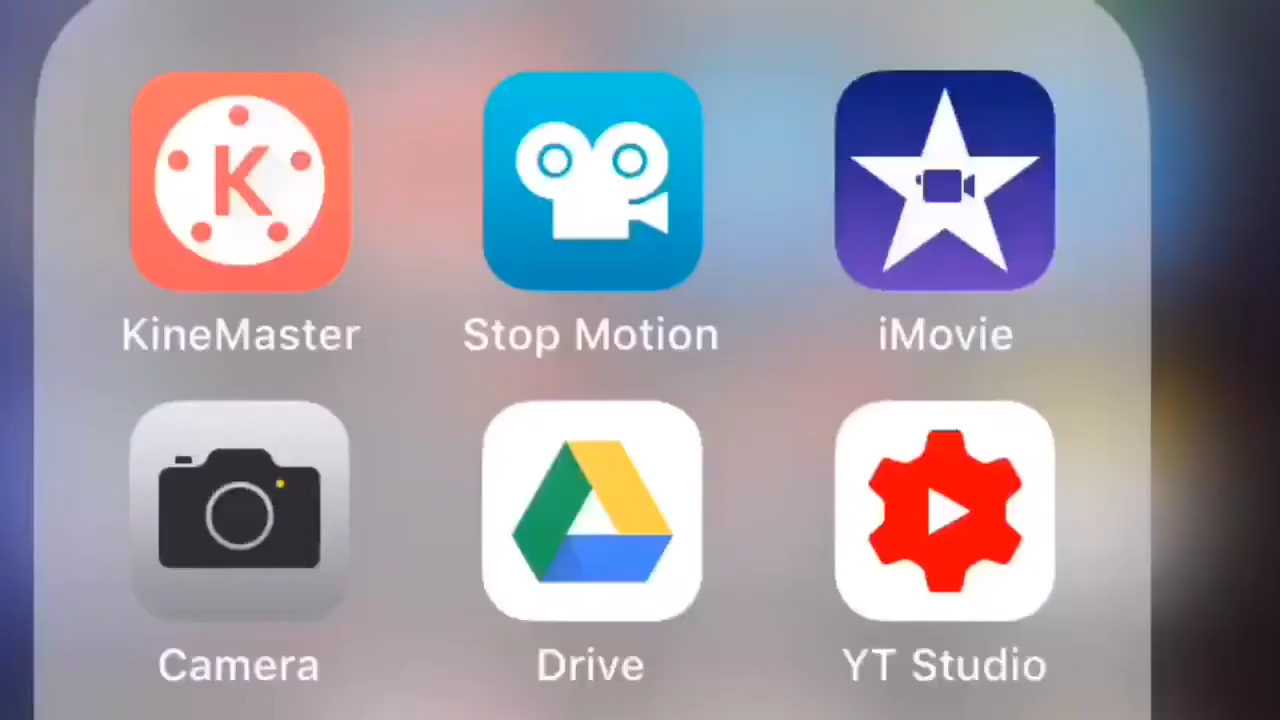 K
KineMaster
Stop Motion
iMovie
Camera
Drive
YT Studio